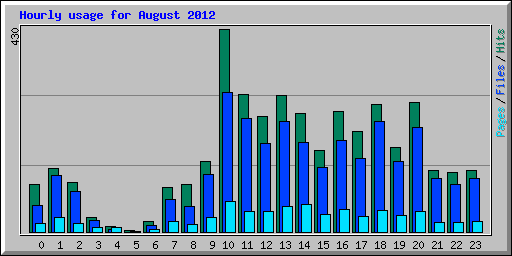 Hourly usage for August 2012
430
Pages/Files/Hits
0 1 2 3 4 5 6 7 8 9 10 11 12 13 14 15 16 17 18 19 20 21 22 23